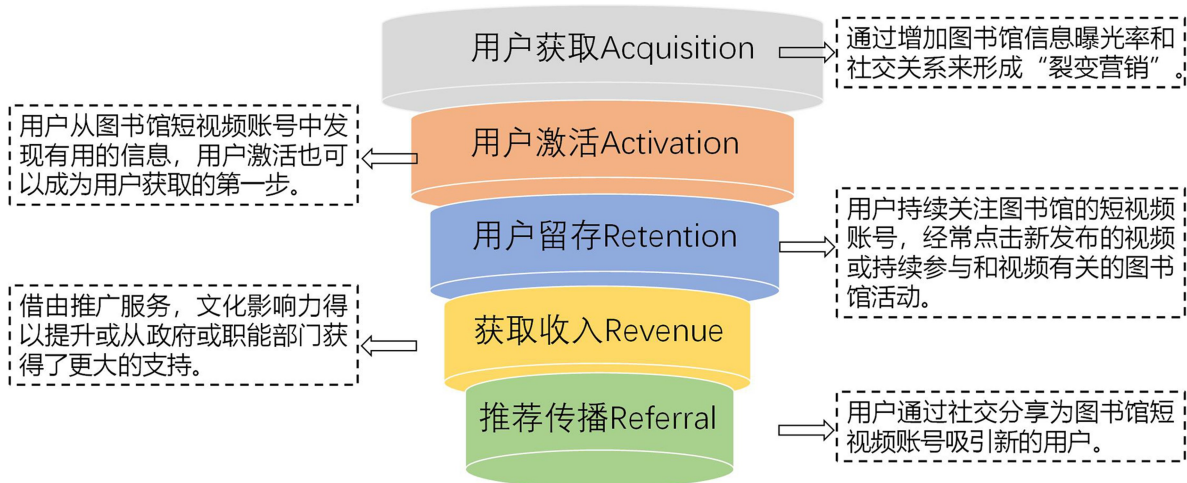 用户获取Acquisition
通过增加图书馆信息曝光率和
社交关系来形成“裂变营销”。
用户从图书馆短视频账号中发
现有用的信息，用户激活也可
以成为用户获取的第一步。
用户激活Activation
用户留存Retention
用户持续关注图书馆的短视频
账号，经常点击新发布的视频
或持续参与和视频有关的图书
馆活动。
借由推广服务，文化影响力得
以提升或从政府或职能部门获
得了更大的支持。
获取收入Revenue
推荐传播Referral
用户通过社交分享为图书馆短
视频账号吸引新的用户。